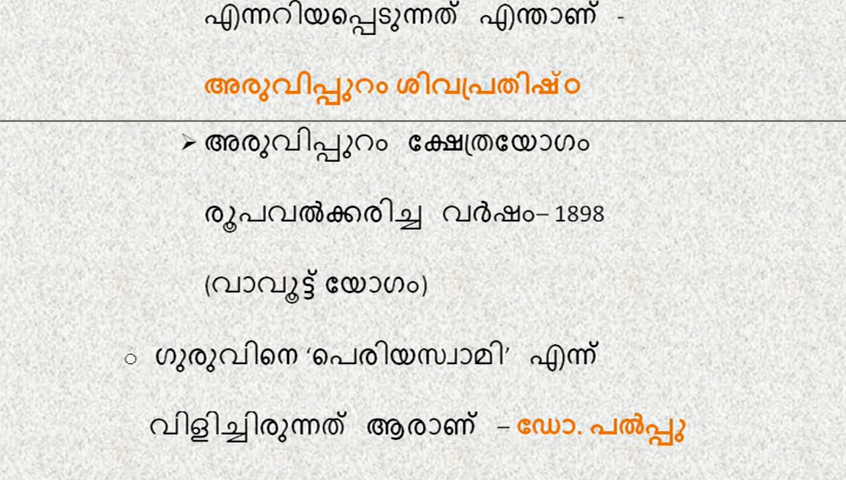 എന്നറിയപ്പെടുന്നത് എന്താണ് -
അരുവിപ്പുറം ശിവപ്രതിഷ്ഠ
➢ അരുവിപ്പുറം ക്ഷേത്രയോഗം
രൂപവൽക്കരിച്ച വർഷം– 1898
(വാവൂട്ട് യോഗം)
○ ഗുരുവിനെ ‘പെരിയസ്വാമി’ എന്ന്
വിളിച്ചിരുന്നത് ആരാണ് – ഡോ. പൽപ്പു